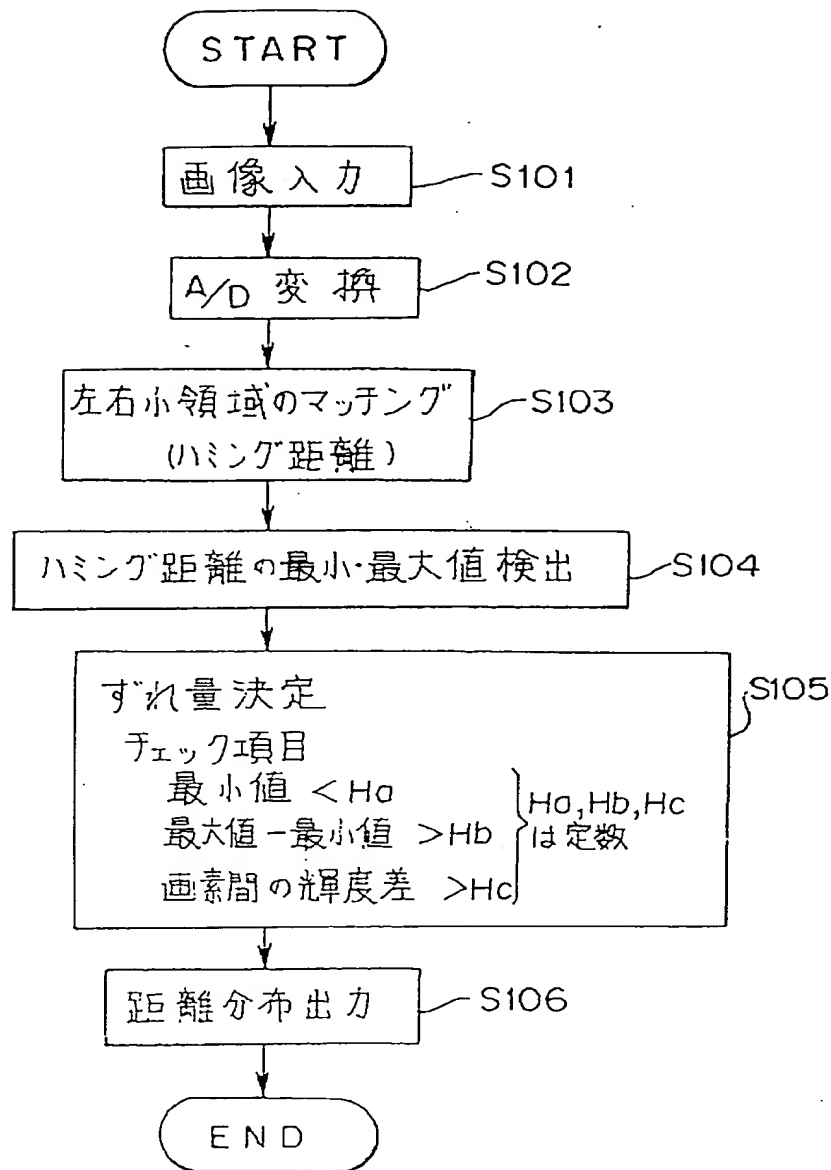 START
画像入力
S101
A/D 変換
S102
左右小領域のマッチング
(ハミング距離)
S103
ハミング距離の最小・最大値検出
S104
ずれ量決定
S105
チェック項目
最小値 < Ha
最大値-最小値 > Hb
画素間の輝度差 > Hc
Ha, Hb, Hc
は定数
距離分布出力
S106
END